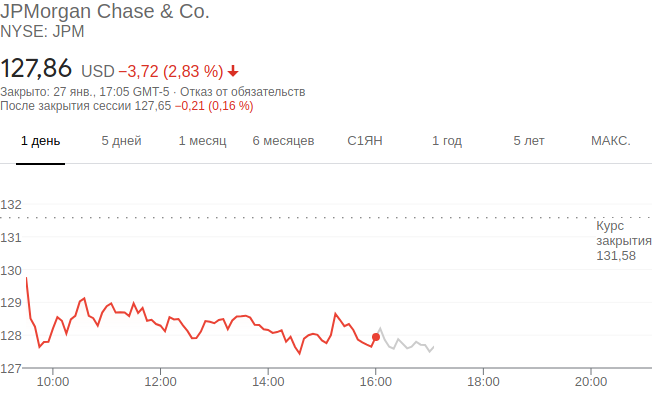 JPMorgan Chase & Co.
NYSE: JPM
127,86 USD −3,72 (2,83 %)
Закрыто: 27 янв., 17:05 GMT-5 · Отказ от обязательств
После закрытия сессии 127,65 −0,21 (0,16 %)
1 день 5 дней 1 месяц 6 месяцев С1ЯН 1 год 5 лет МАКС.
132
Курс
закрытия
131,58
131
130
129
128
127
10:00 12:00 14:00 16:00 18:00 20:00